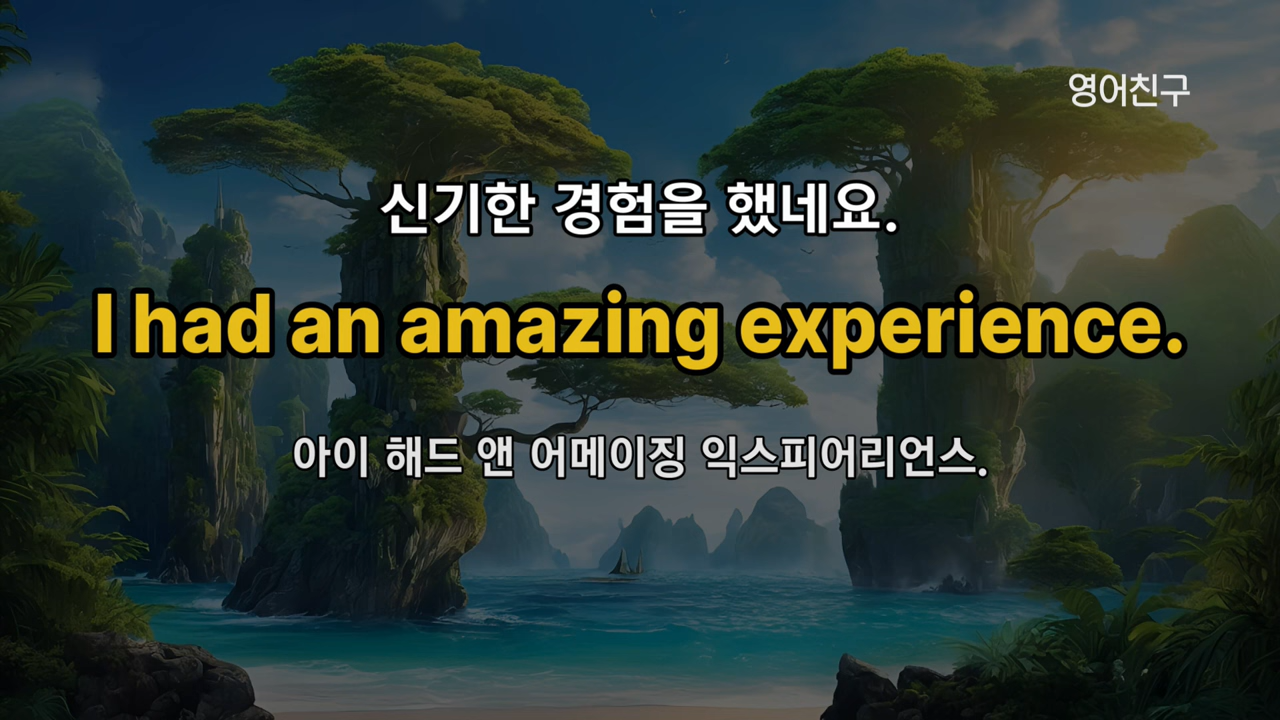 영어친구
신기한 경험을 했네요.
I had an amazing experience.
아이 해드 앤 어메이징 익스피어리언스.